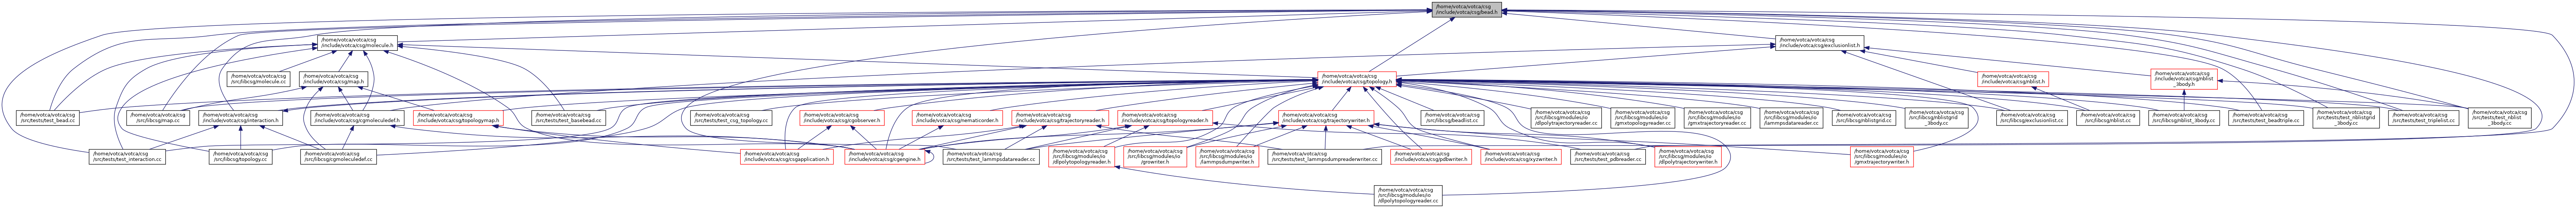 /home/votca/votca/csg
/include/votca/csg/bead.h
/home/votca/votca/csg
/include/votca/csg/molecule.h
/home/votca/votca/csg
/include/votca/csg/exclusionlist.h
/home/votca/votca/csg
/src/libcsg/molecule.cc
/home/votca/votca/csg
/include/votca/csg/map.h
/home/votca/votca/csg
/include/votca/csg/topology.h
/home/votca/votca/csg
/include/votca/csg/nblist.h
/home/votca/votca/csg
/include/votca/csg/nblist
_3body.h
/home/votca/votca/csg
/src/tests/test_bead.cc
/home/votca/votca/csg
/src/libcsg/map.cc
/home/votca/votca/csg
/include/votca/csg/interaction.h
/home/votca/votca/csg
/include/votca/csg/cgmoleculedef.h
/home/votca/votca/csg
/include/votca/csg/topologymap.h
/home/votca/votca/csg
/src/tests/test_basebead.cc
/home/votca/votca/csg
/src/tests/test_csg_topology.cc
/home/votca/votca/csg
/include/votca/csg/cgobserver.h
/home/votca/votca/csg
/include/votca/csg/nematicorder.h
/home/votca/votca/csg
/include/votca/csg/trajectoryreader.h
/home/votca/votca/csg
/include/votca/csg/topologyreader.h
/home/votca/votca/csg
/include/votca/csg/trajectorywriter.h
/home/votca/votca/csg
/src/libcsg/beadlist.cc
/home/votca/votca/csg
/src/libcsg/modules/io
/dlpolytrajectoryreader.cc
/home/votca/votca/csg
/src/libcsg/modules/io
/gmxtopologyreader.cc
/home/votca/votca/csg
/src/libcsg/modules/io
/gmxtrajectoryreader.cc
/home/votca/votca/csg
/src/libcsg/modules/io
/lammpsdatareader.cc
/home/votca/votca/csg
/src/libcsg/nblistgrid.cc
/home/votca/votca/csg
/src/libcsg/nblistgrid
_3body.cc
/home/votca/votca/csg
/src/libcsg/exclusionlist.cc
/home/votca/votca/csg
/src/libcsg/nblist.cc
/home/votca/votca/csg
/src/libcsg/nblist_3body.cc
/home/votca/votca/csg
/src/tests/test_beadtriple.cc
/home/votca/votca/csg
/src/tests/test_nblistgrid
_3body.cc
/home/votca/votca/csg
/src/tests/test_triplelist.cc
/home/votca/votca/csg
/src/tests/test_nblist
_3body.cc
/home/votca/votca/csg
/src/tests/test_interaction.cc
/home/votca/votca/csg
/src/libcsg/topology.cc
/home/votca/votca/csg
/src/libcsg/cgmoleculedef.cc
/home/votca/votca/csg
/include/votca/csg/csgapplication.h
/home/votca/votca/csg
/include/votca/csg/cgengine.h
/home/votca/votca/csg
/src/tests/test_lammpsdatareader.cc
/home/votca/votca/csg
/src/libcsg/modules/io
/dlpolytopologyreader.h
/home/votca/votca/csg
/src/libcsg/modules/io
/growriter.h
/home/votca/votca/csg
/src/libcsg/modules/io
/lammpsdumpwriter.h
/home/votca/votca/csg
/src/tests/test_lammpsdumpreaderwriter.cc
/home/votca/votca/csg
/include/votca/csg/pdbwriter.h
/home/votca/votca/csg
/include/votca/csg/xyzwriter.h
/home/votca/votca/csg
/src/tests/test_pdbreader.cc
/home/votca/votca/csg
/src/libcsg/modules/io
/dlpolytrajectorywriter.h
/home/votca/votca/csg
/src/libcsg/modules/io
/gmxtrajectorywriter.h
/home/votca/votca/csg
/src/libcsg/modules/io
/dlpolytopologyreader.cc